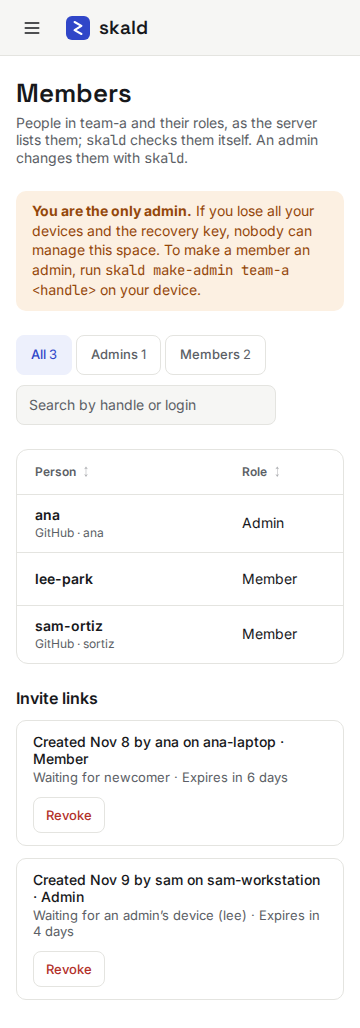 skald
Members
People in team-a and their roles, as the server
lists them; skald checks them itself. An admin
changes them with skald.
You are the only admin. If you lose all your
devices and the recovery key, nobody can
manage this space. To make a member an
admin, run skald make-admin team-a
<handle> on your device.
All 3
Admins 1
Members 2
Search by handle or login
Person
Role
ana
GitHub · ana
Admin
lee-park
Member
sam-ortiz
GitHub · sortiz
Member
Invite links
Created Nov 8 by ana on ana-laptop ·
Member
Waiting for newcomer · Expires in 6 days
Revoke
Created Nov 9 by sam on sam-workstation
· Admin
Waiting for an admin’s device (lee) · Expires in
4 days
Revoke